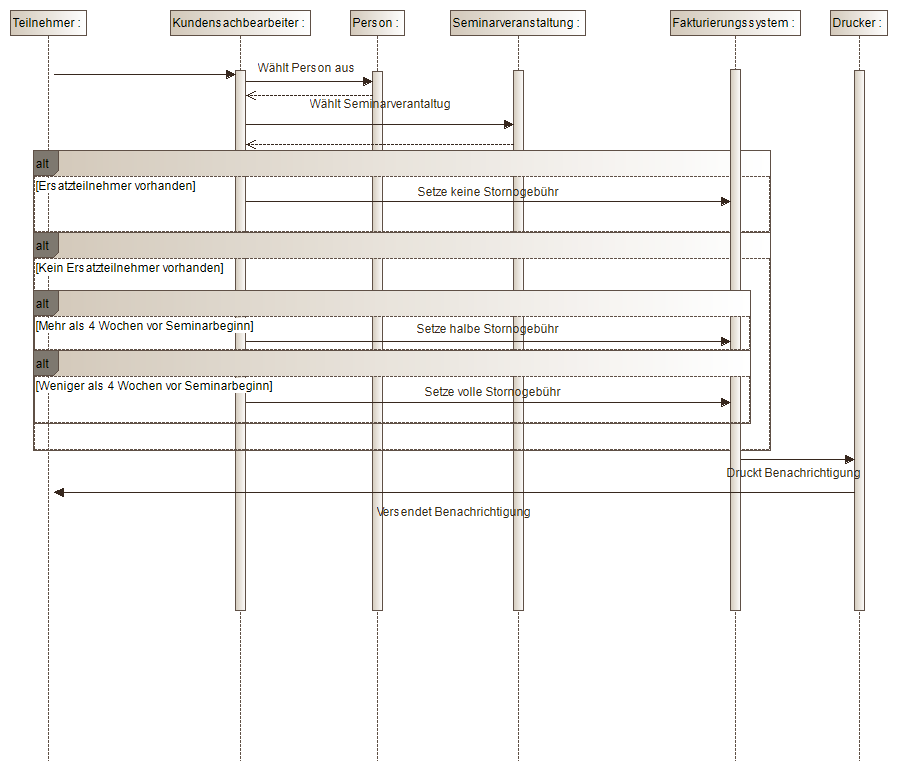 Teilnehmer :
Kundensachbearbeiter :
Person :
Seminarveranstaltung :
Fakturierungssystem :
Drucker :
Wählt Person aus
Wählt Seminarverantaltug
alt
[Ersatzteilnehmer vorhanden]
Setze keine Stornogebühr
alt
[Kein Ersatzteilnehmer vorhanden]
alt
[Mehr als 4 Wochen vor Seminarbeginn]
Setze halbe Stornogebühr
alt
[Weniger als 4 Wochen vor Seminarbeginn]
Setze volle Stornogebühr
Druckt Benachrichtigung
Versendet Benachrichtigung